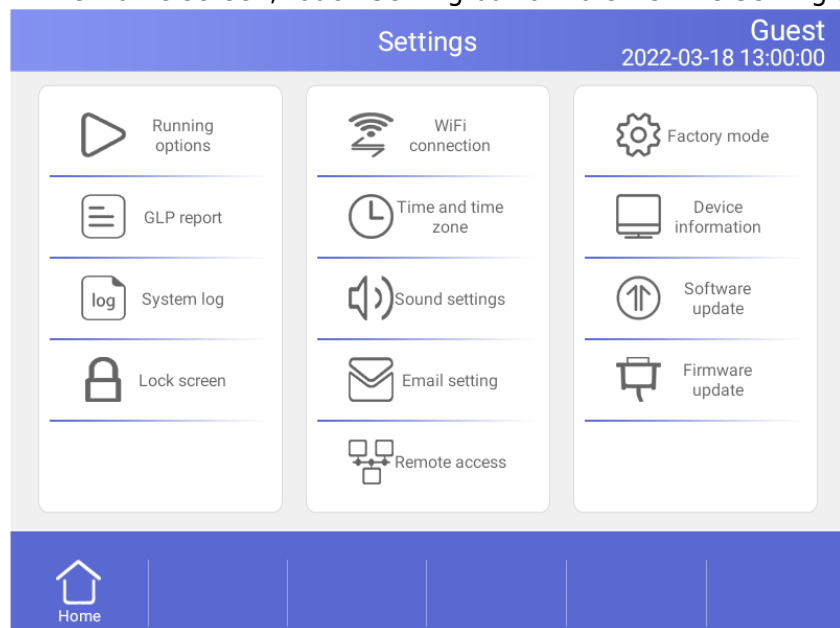 Settings
Guest
2022-03-18 13:00:00
Running
options
GLP report
log
System log
Lock screen
WiFi
connection
Time and time
zone
Sound settings
Email setting
Remote access
Factory mode
Device
information
Software
update
Firmware
update
Home